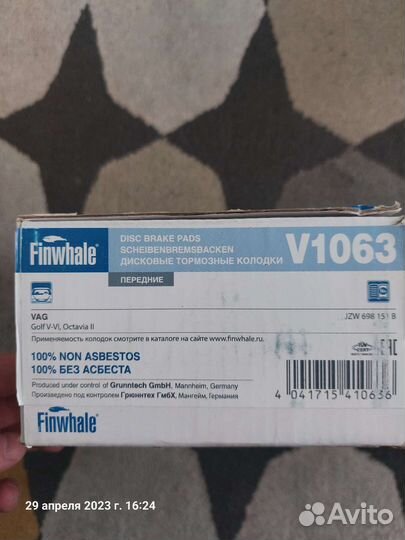 Finwhale®
DISC BRAKE PADS
SCHEIBENBREMSBACKEN
ДИСКОВЫЕ ТОРМОЗНЫЕ КОЛОДКИ
V1063
ПЕРЕДНИЕ
VAG
JZW 698 151 B
Golf V-VI, Octavia II
Применяемость колодок смотрите в каталоге на сайте www.finwhale.ru
100% NON ASBESTOS
100% БЕЗ АСБЕСТА
Produced under control of Grunntech GmbH, Mannheim, Germany
Произведено под контролем Грюннтех ГмбХ, Мангейм, Германия
4 041715 410636
Finwhale®
29 апреля 2023 г. 16:24
Avito